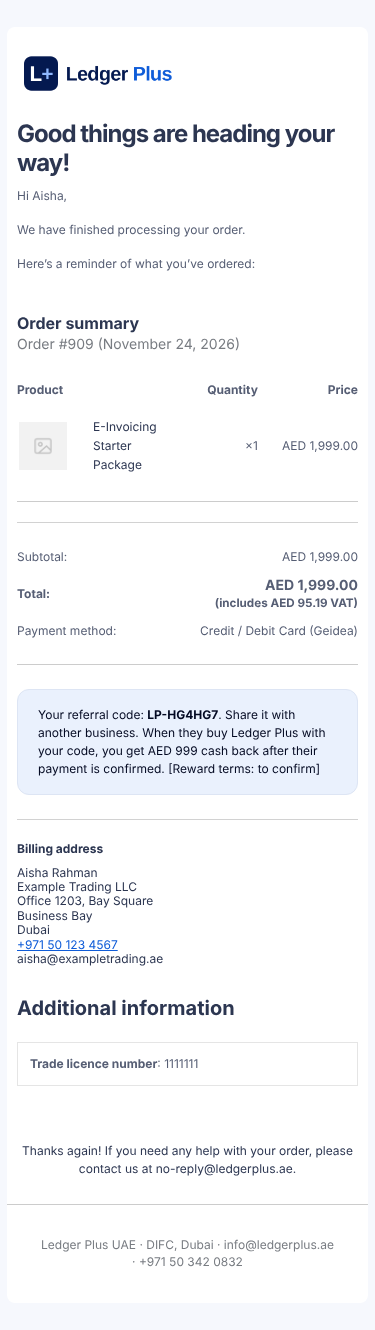 L+ Ledger Plus
Good things are heading your
way!
Hi Aisha,
We have finished processing your order.
Here’s a reminder of what you’ve ordered:
Order summary
Order #909 (November 24, 2026)
Product Quantity Price
E-Invoicing
Starter
Package
×1 AED 1,999.00
Subtotal: AED 1,999.00
Total: AED 1,999.00
(includes AED 95.19 VAT)
Payment method: Credit / Debit Card (Geidea)
Your referral code: LP-HG4HG7. Share it with
another business. When they buy Ledger Plus with
your code, you get AED 999 cash back after their
payment is confirmed. [Reward terms: to confirm]
Billing address
Aisha Rahman
Example Trading LLC
Office 1203, Bay Square
Business Bay
Dubai
+971 50 123 4567
aisha@exampletrading.ae
Additional information
Trade licence number: 1111111
Thanks again! If you need any help with your order, please
contact us at no-reply@ledgerplus.ae.
Ledger Plus UAE · DIFC, Dubai · info@ledgerplus.ae
· +971 50 342 0832